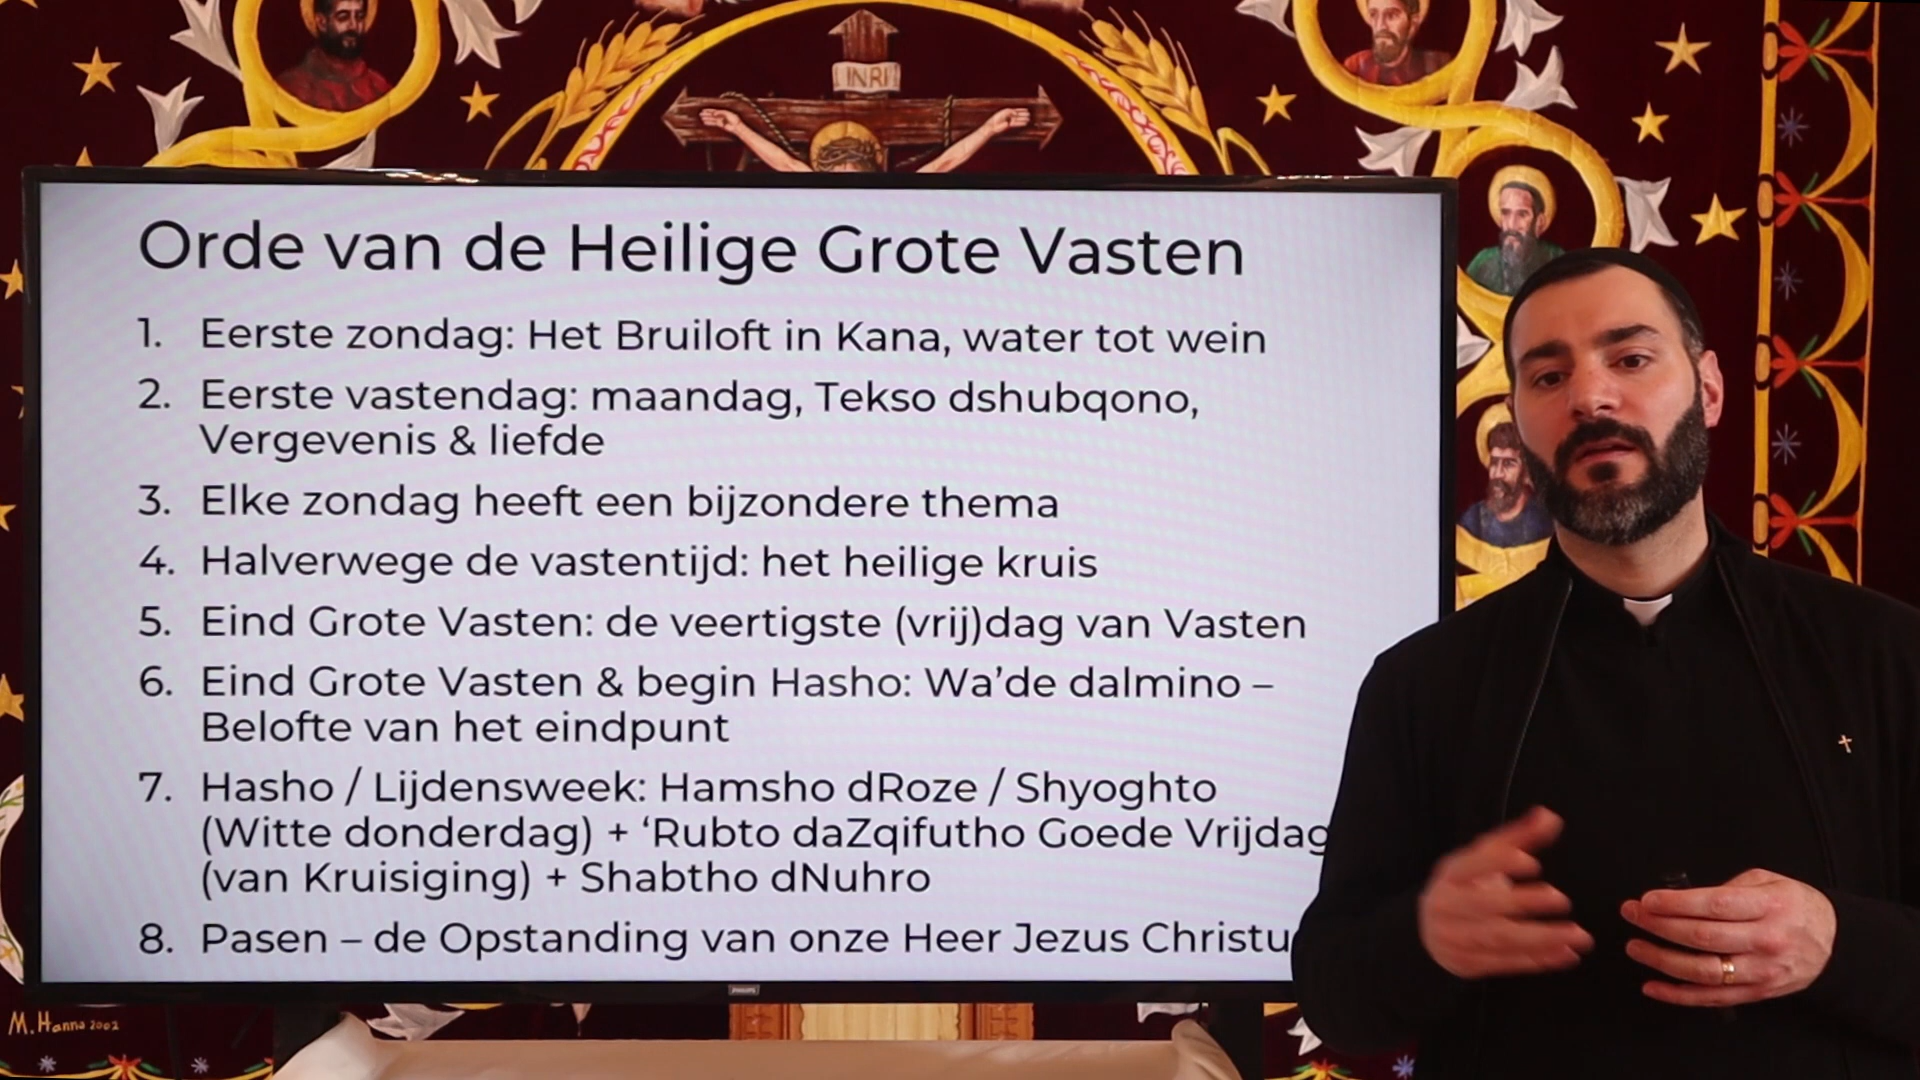 INRI
Orde van de Heilige Grote Vasten
1. Eerste zondag: Het Bruiloft in Kana, water tot wein
2. Eerste vastendag: maandag, Tekso dshubqono,
Vergevenis & liefde
3. Elke zondag heeft een bijzondere thema
4. Halverwege de vastentijd: het heilige kruis
5. Eind Grote Vasten: de veertigste (vrij)dag van Vasten
6. Eind Grote Vasten & begin Hasho: Wa’de dalmino –
Belofte van het eindpunt
7. Hasho / Lijdensweek: Hamsho dRoze / Shyoghto
(Witte donderdag) + ‘Rubto daZqifutho Goede Vrijdag
(van Kruisiging) + Shabtho dNuhro
8. Pasen – de Opstanding van onze Heer Jezus Christu
PHILIPS
M. Hanna 2002